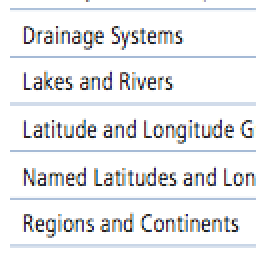 Drainage Systems
Lakes and Rivers
Latitude and Longitude G
Named Latitudes and Lon
Regions and Continents